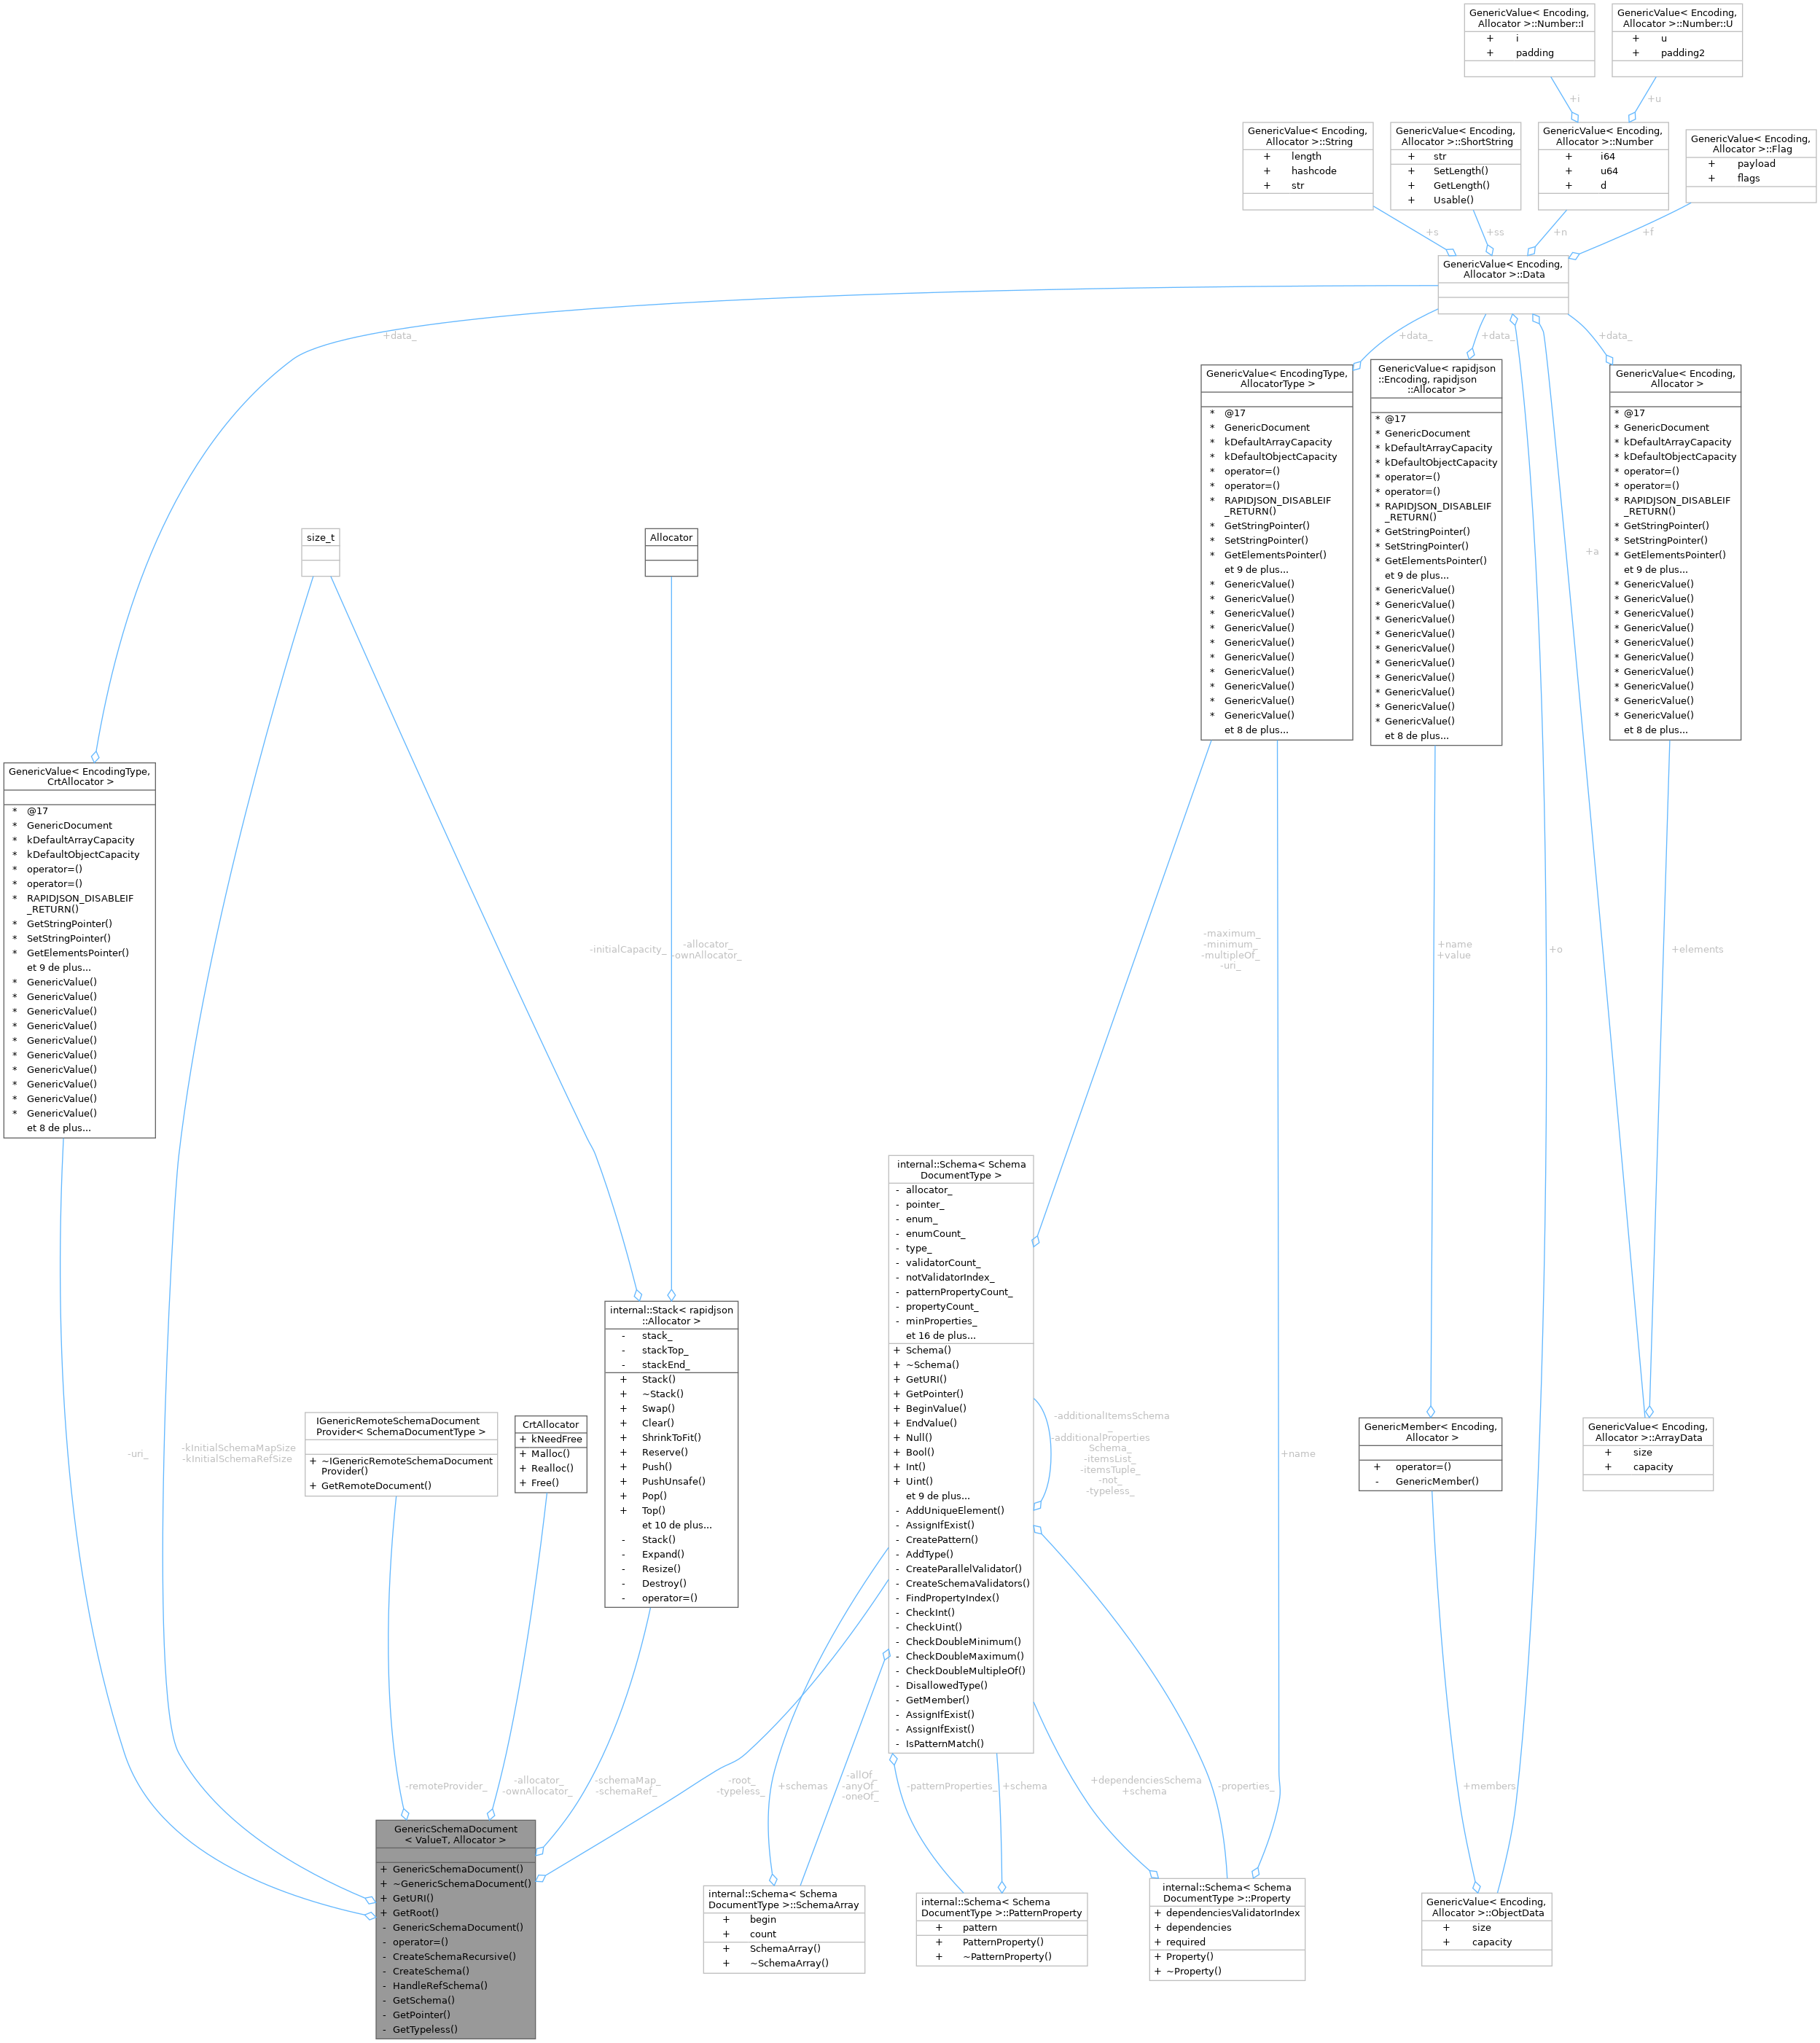 GenericValue< Encoding,
Allocator >::Number::I
+ i
+ padding
GenericValue< Encoding,
Allocator >::Number::U
+ u
+ padding2
+i
+u
GenericValue< Encoding,
Allocator >::String
+ length
+ hashcode
+ str
GenericValue< Encoding,
Allocator >::ShortString
+ str
+ SetLength()
+ GetLength()
+ Usable()
GenericValue< Encoding,
Allocator >::Number
+ i64
+ u64
+ d
GenericValue< Encoding,
Allocator >::Flag
+ payload
+ flags
+s
+ss
+n
+f
GenericValue< Encoding,
Allocator >::Data
+data_
+data_
+data_
+data_
GenericValue< EncodingType,
AllocatorType >
* @17
* GenericDocument
* kDefaultArrayCapacity
* kDefaultObjectCapacity
* operator=()
* operator=()
* RAPIDJSON_DISABLEIF
_RETURN()
* GetStringPointer()
* SetStringPointer()
* GetElementsPointer()
et 9 de plus...
* GenericValue()
* GenericValue()
* GenericValue()
* GenericValue()
* GenericValue()
* GenericValue()
* GenericValue()
* GenericValue()
* GenericValue()
* GenericValue()
et 8 de plus...
GenericValue< rapidjson
::Encoding, rapidjson
::Allocator >
* @17
* GenericDocument
* kDefaultArrayCapacity
* kDefaultObjectCapacity
* operator=()
* operator=()
* RAPIDJSON_DISABLEIF
_RETURN()
* GetStringPointer()
* SetStringPointer()
* GetElementsPointer()
et 9 de plus...
* GenericValue()
* GenericValue()
* GenericValue()
* GenericValue()
* GenericValue()
* GenericValue()
* GenericValue()
* GenericValue()
* GenericValue()
* GenericValue()
et 8 de plus...
GenericValue< Encoding,
Allocator >
* @17
* GenericDocument
* kDefaultArrayCapacity
* kDefaultObjectCapacity
* operator=()
* operator=()
* RAPIDJSON_DISABLEIF
_RETURN()
* GetStringPointer()
* SetStringPointer()
* GetElementsPointer()
et 9 de plus...
* GenericValue()
* GenericValue()
* GenericValue()
* GenericValue()
* GenericValue()
* GenericValue()
* GenericValue()
* GenericValue()
* GenericValue()
* GenericValue()
et 8 de plus...
+a
size_t
Allocator
GenericValue< EncodingType,
CrtAllocator >
* @17
* GenericDocument
* kDefaultArrayCapacity
* kDefaultObjectCapacity
* operator=()
* operator=()
* RAPIDJSON_DISABLEIF
_RETURN()
* GetStringPointer()
* SetStringPointer()
* GetElementsPointer()
et 9 de plus...
* GenericValue()
* GenericValue()
* GenericValue()
* GenericValue()
* GenericValue()
* GenericValue()
* GenericValue()
* GenericValue()
* GenericValue()
* GenericValue()
et 8 de plus...
-initialCapacity_
-allocator_
-ownAllocator_
-maximum_
-minimum_
-multipleOf_
-uri_
+name
+value
+o
+elements
internal::Schema< Schema
DocumentType >
- allocator_
- pointer_
- enum_
- enumCount_
- type_
- validatorCount_
- notValidatorIndex_
- patternPropertyCount_
- propertyCount_
- minProperties_
et 16 de plus...
+ Schema()
+ ~Schema()
+ GetURI()
+ GetPointer()
+ BeginValue()
+ EndValue()
+ Null()
+ Bool()
+ Int()
+ Uint()
et 9 de plus...
- AddUniqueElement()
- AssignIfExist()
- CreatePattern()
- AddType()
- CreateParallelValidator()
- CreateSchemaValidators()
- FindPropertyIndex()
- CheckInt()
- CheckUint()
- CheckDoubleMinimum()
- CheckDoubleMaximum()
- CheckDoubleMultipleOf()
- DisallowedType()
- GetMember()
- AssignIfExist()
- AssignIfExist()
- IsPatternMatch()
-additionalItemsSchema
_
-additionalProperties
Schema_
-itemsList_
-itemsTuple_
-not_
-typeless_
+name
internal::Stack< rapidjson
::Allocator >
- stack_
- stackTop_
- stackEnd_
+ Stack()
+ ~Stack()
+ Swap()
+ Clear()
+ ShrinkToFit()
+ Reserve()
+ Push()
+ PushUnsafe()
+ Pop()
+ Top()
et 10 de plus...
- Stack()
- Expand()
- Resize()
- Destroy()
- operator=()
-uri_
-kInitialSchemaMapSize
-kInitialSchemaRefSize
IGenericRemoteSchemaDocument
Provider< SchemaDocumentType >
+ ~IGenericRemoteSchemaDocument
Provider()
+ GetRemoteDocument()
CrtAllocator
+ kNeedFree
+ Malloc()
+ Realloc()
+ Free()
GenericMember< Encoding,
Allocator >
+ operator=()
- GenericMember()
GenericValue< Encoding,
Allocator >::ArrayData
+ size
+ capacity
-remoteProvider_
-allocator_
-ownAllocator_
-schemaMap_
-schemaRef_
-root_
-typeless_
+schemas
-allOf_
-anyOf_
-oneOf_
-patternProperties_
+schema
+dependenciesSchema
+schema
-properties_
+members
GenericSchemaDocument
< ValueT, Allocator >
+ GenericSchemaDocument()
+ ~GenericSchemaDocument()
+ GetURI()
+ GetRoot()
- GenericSchemaDocument()
- operator=()
- CreateSchemaRecursive()
- CreateSchema()
- HandleRefSchema()
- GetSchema()
- GetPointer()
- GetTypeless()
internal::Schema< Schema
DocumentType >::SchemaArray
+ begin
+ count
+ SchemaArray()
+ ~SchemaArray()
internal::Schema< Schema
DocumentType >::PatternProperty
+ pattern
+ PatternProperty()
+ ~PatternProperty()
internal::Schema< Schema
DocumentType >::Property
+ dependenciesValidatorIndex
+ dependencies
+ required
+ Property()
+ ~Property()
GenericValue< Encoding,
Allocator >::ObjectData
+ size
+ capacity